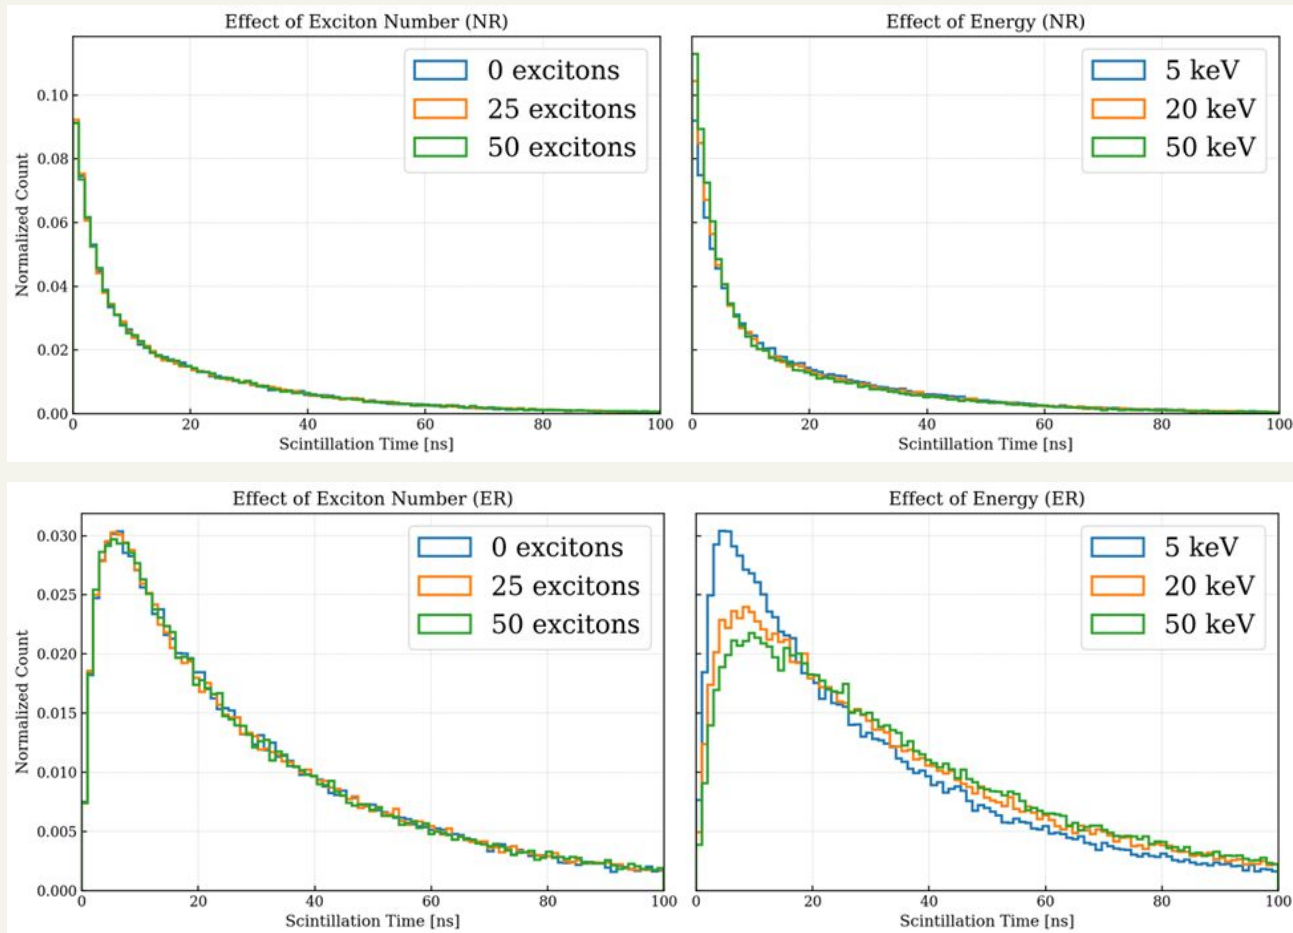 Effect of Exciton Number (NR)
0 excitons
25 excitons
50 excitons
Normalized Count
0.10
0.08
0.06
0.04
0.02
0.00
0 20 40 60 80 100
Scintillation Time [ns]
Effect of Energy (NR)
5 keV
20 keV
50 keV
0 20 40 60 80 100
Scintillation Time [ns]
Effect of Exciton Number (ER)
0 excitons
25 excitons
50 excitons
Normalized Count
0.030
0.025
0.020
0.015
0.010
0.005
0.000
0 20 40 60 80 100
Scintillation Time [ns]
Effect of Energy (ER)
5 keV
20 keV
50 keV
0 20 40 60 80 100
Scintillation Time [ns]